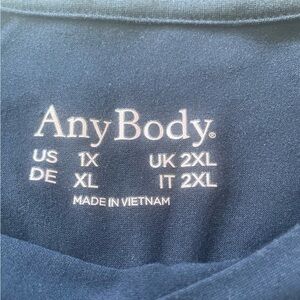 AnyBody®
US 1X UK 2XL
DE XL IT 2XL
MADE IN VIETNAM